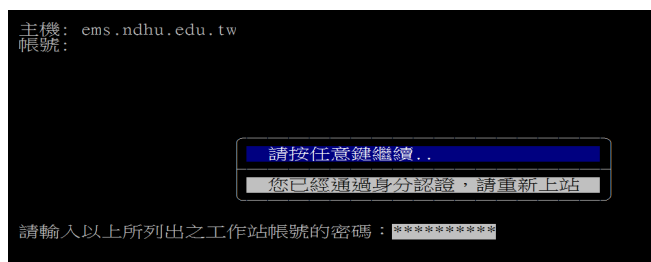 主機: ems.ndhu.edu.tw
帳號:
請按任意鍵繼續..
您已經通過身分認證，請重新上站
請輸入以上所列出之工作站帳號的密碼：**********